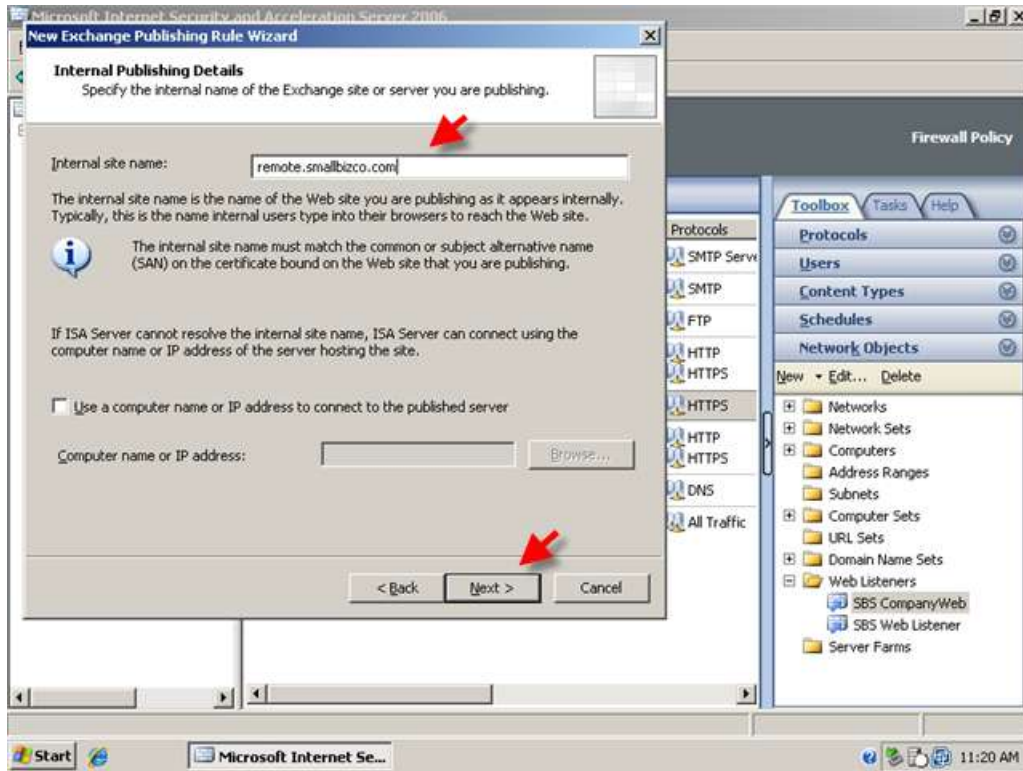 Microsoft Internet Security and Acceleration Server 2006
New Exchange Publishing Rule Wizard
Internal Publishing Details
Specify the internal name of the Exchange site or server you are publishing.
Internal site name:
remote.smallbizco.com
The internal site name is the name of the Web site you are publishing as it appears internally.
Typically, this is the name internal users type into their browsers to reach the Web site.
The internal site name must match the common or subject alternative name
(SAN) on the certificate bound on the Web site that you are publishing.
If ISA Server cannot resolve the internal site name, ISA Server can connect using the
computer name or IP address of the server hosting the site.
Use a computer name or IP address to connect to the published server
Computer name or IP address:
Browse...
< Back
Next >
Cancel
Protocols
SMTP Serve
SMTP
FTP
HTTP
HTTPS
HTTPS
HTTP
HTTPS
DNS
All Traffic
Firewall Policy
Toolbox
Tasks
Help
Protocols
Users
Content Types
Schedules
Network Objects
New
Edit...
Delete
Networks
Network Sets
Computers
Address Ranges
Subnets
Computer Sets
URL Sets
Domain Name Sets
Web Listeners
SBS CompanyWeb
SBS Web Listener
Server Farms
Start
Microsoft Internet Se...
11:20 AM